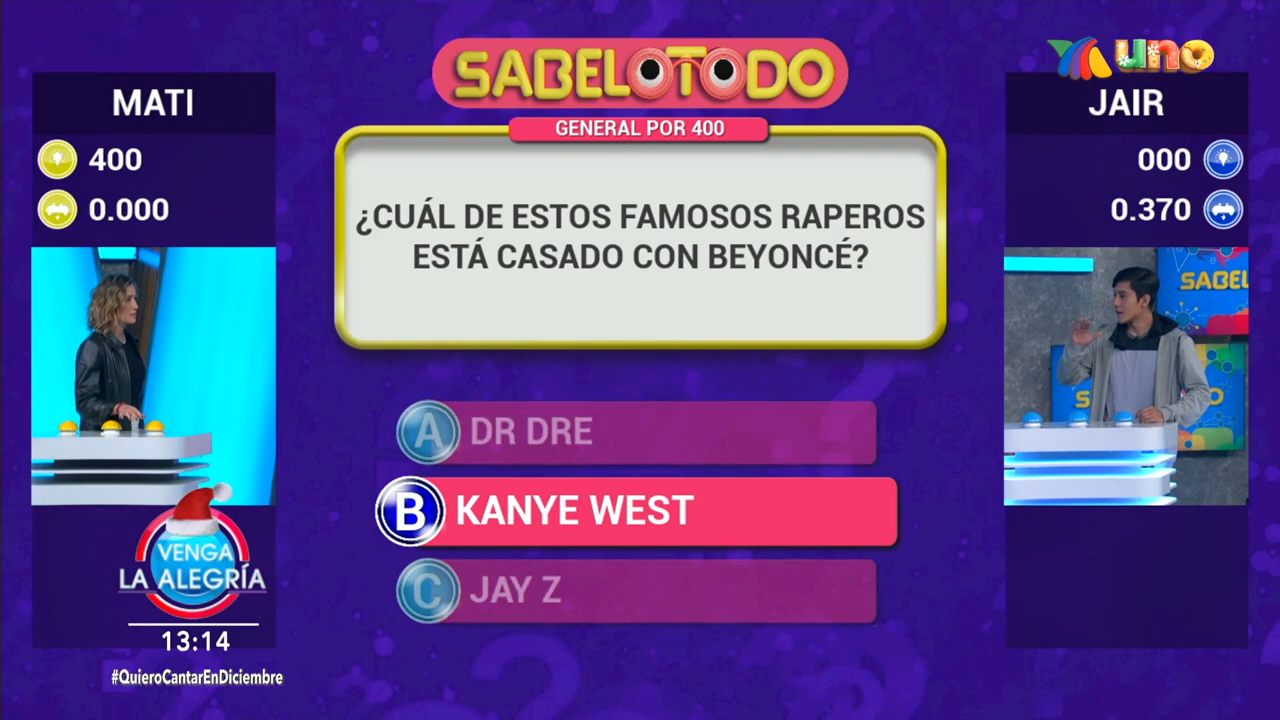 SABELOTODO
UNO
MATI
JAIR
GENERAL POR 400
400
0.000
000
0.370
¿CUÁL DE ESTOS FAMOSOS RAPEROS
ESTÁ CASADO CON BEYONCÉ?
SABEL
S
O
A DR DRE
B KANYE WEST
C JAY Z
VENGA
LA ALEGRÍA
13:14
#QuieroCantarEnDiciembre